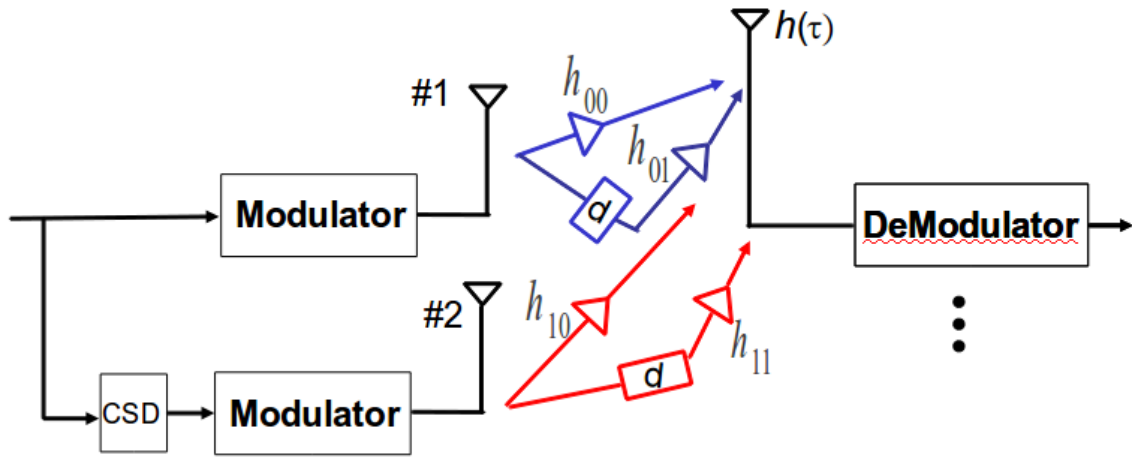 h(τ)
#1
h00
h01
Modulator
d
DeModulator
#2
h10
h11
d
CSD
Modulator